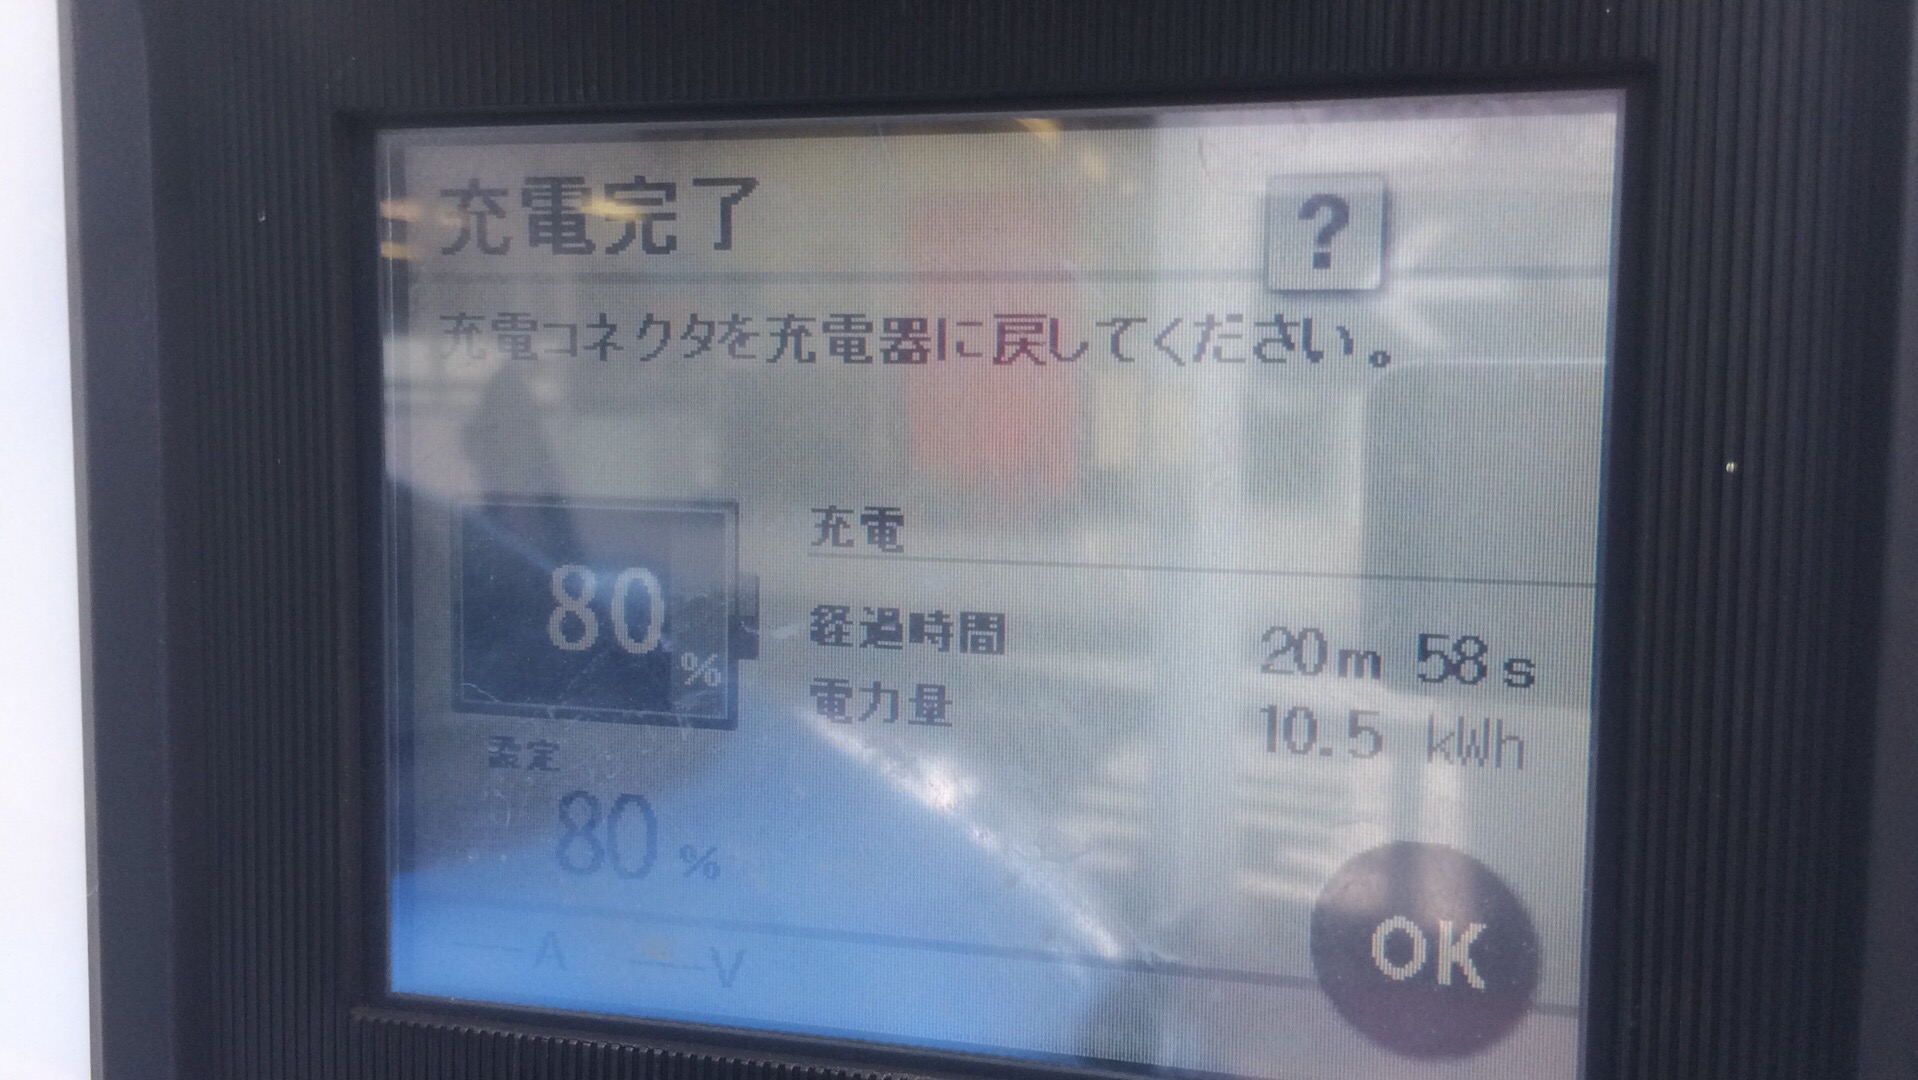 充電完了
?
充電コネクタを充電器に戻してください。
充電
80%
経過時間 20m 58s
電力量 10.5 kWh
設定
80%
A V
OK